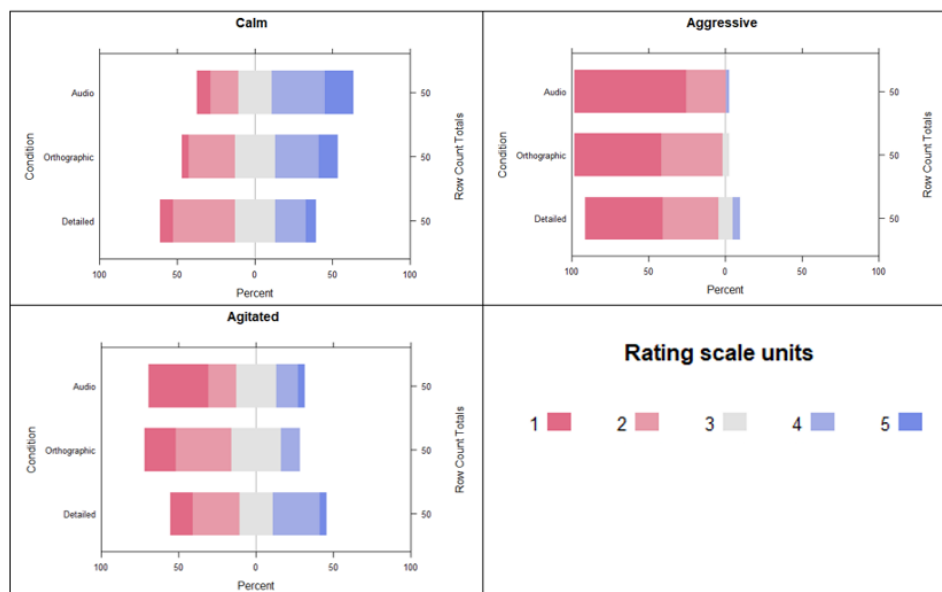 Calm
Condition
Audio
Orthographic
Detailed
50
50
50
Row Count Totals
100
50
0
50
100
Percent
Aggressive
Condition
Audio
Orthographic
Detailed
50
50
50
Row Count Totals
100
50
0
50
100
Percent
Agitated
Condition
Audio
Orthographic
Detailed
50
50
50
Row Count Totals
100
50
0
50
100
Percent
Rating scale units
1 2 3 4 5